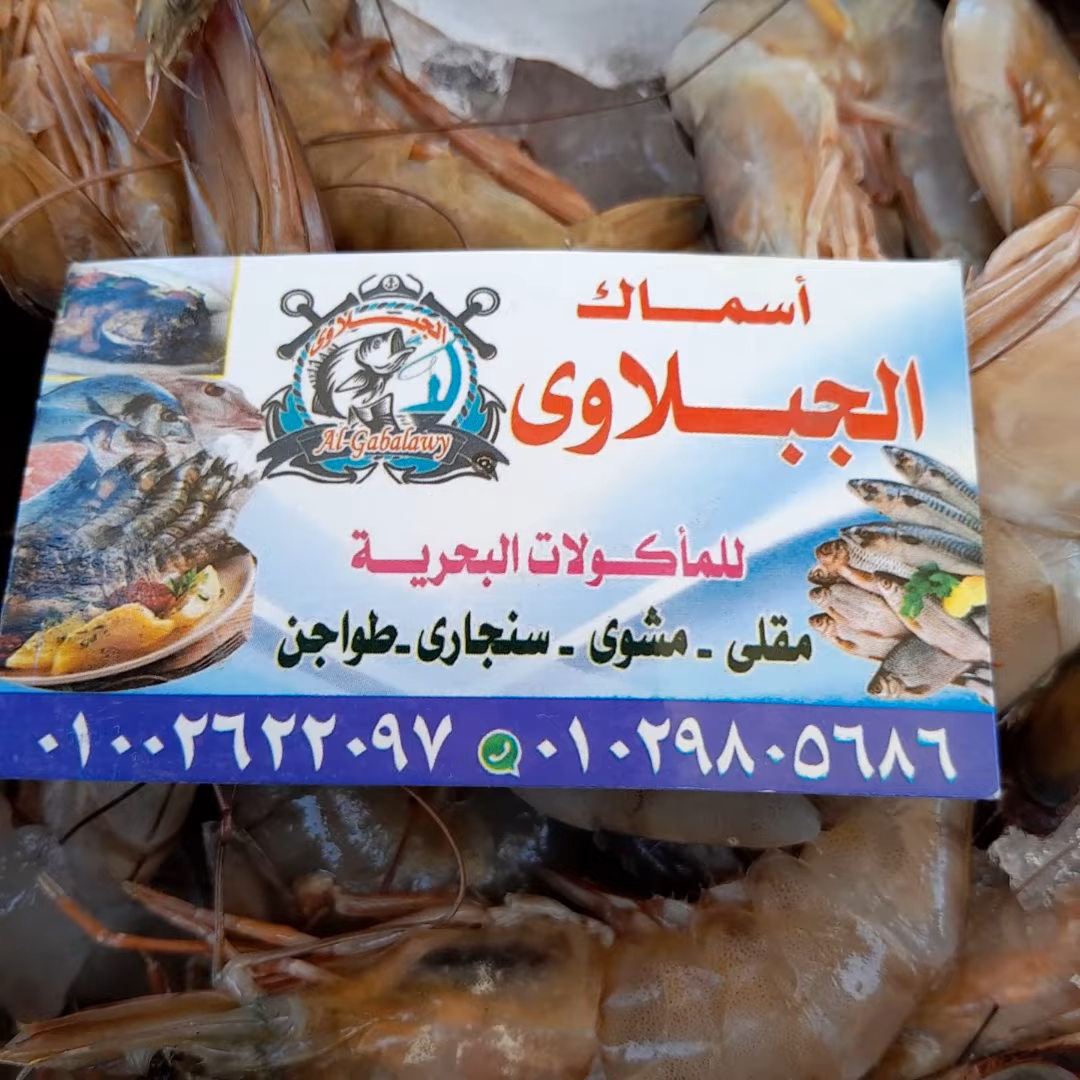 أسماك
الجبلاوى
الجبلاوى
Al-Gabalawy
للمأكولات البحرية
مقلى - مشوى - سنجارى - طواجن
٠١٠٠٢٦٢٢٠٩٧ ٠١٠٢٩٨٠٥٦٨٦